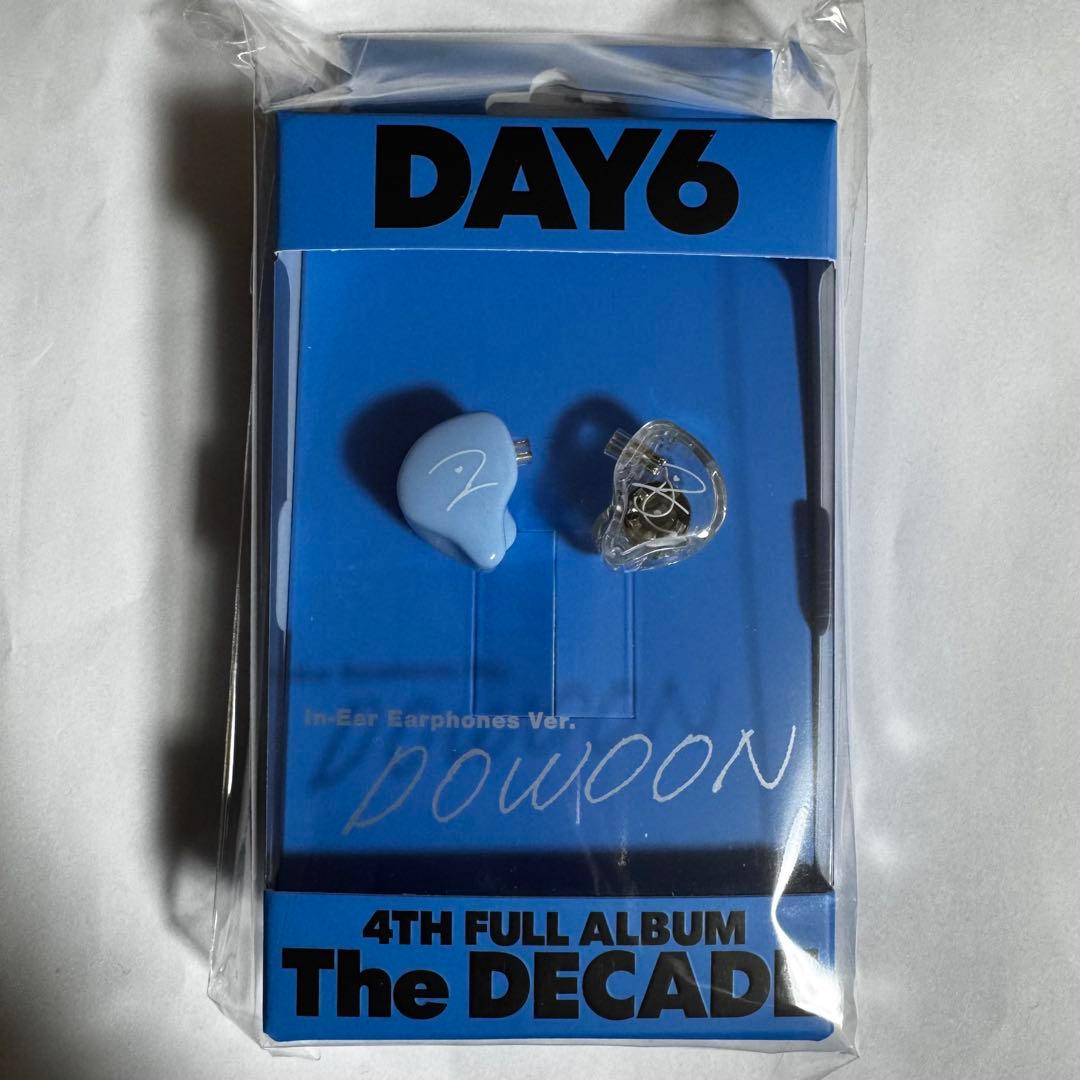 DAY6
In-Ear Earphones Ver.
DOWOON
4TH FULL ALBUM
The DECADE